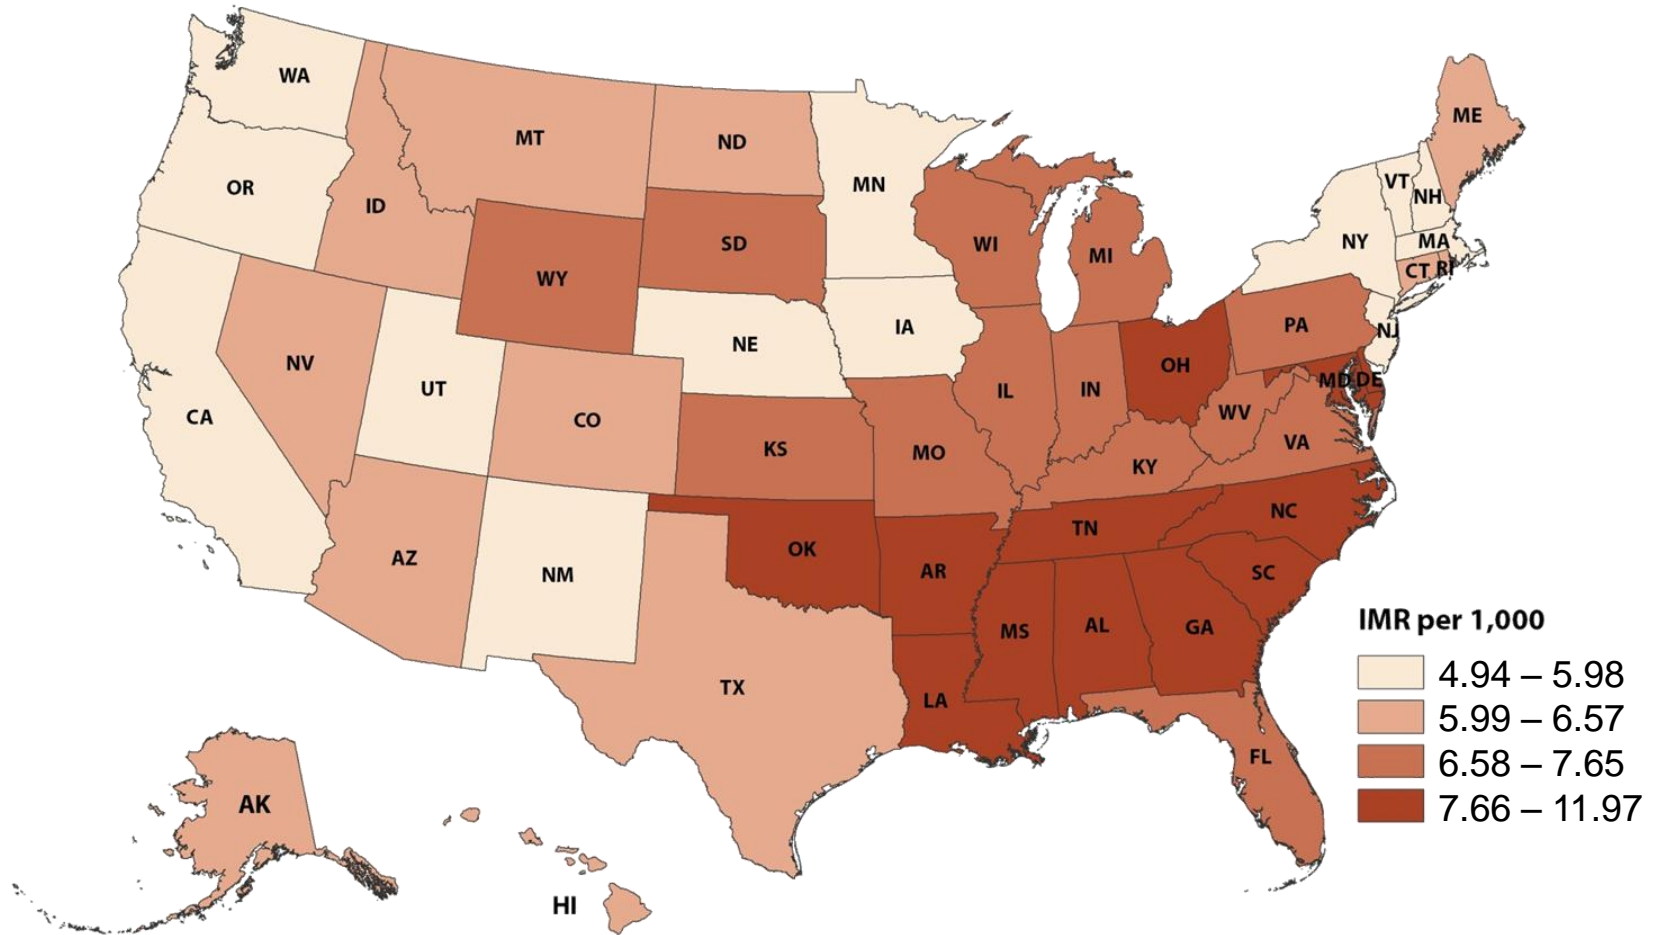 WA
MT
ND
ME
OR
ID
MN
VT
NH
SD
WI
MI
NY
MA
WY
CT RI
NE
IA
PA
NJ
NV
UT
OH
MD DE
CA
CO
IL
IN
WV
KS
MO
KY
VA
AZ
NM
OK
AR
TN
NC
SC
MS
AL
GA
TX
LA
FL
AK
HI
IMR per 1,000
4.94 – 5.98
5.99 – 6.57
6.58 – 7.65
7.66 – 11.97